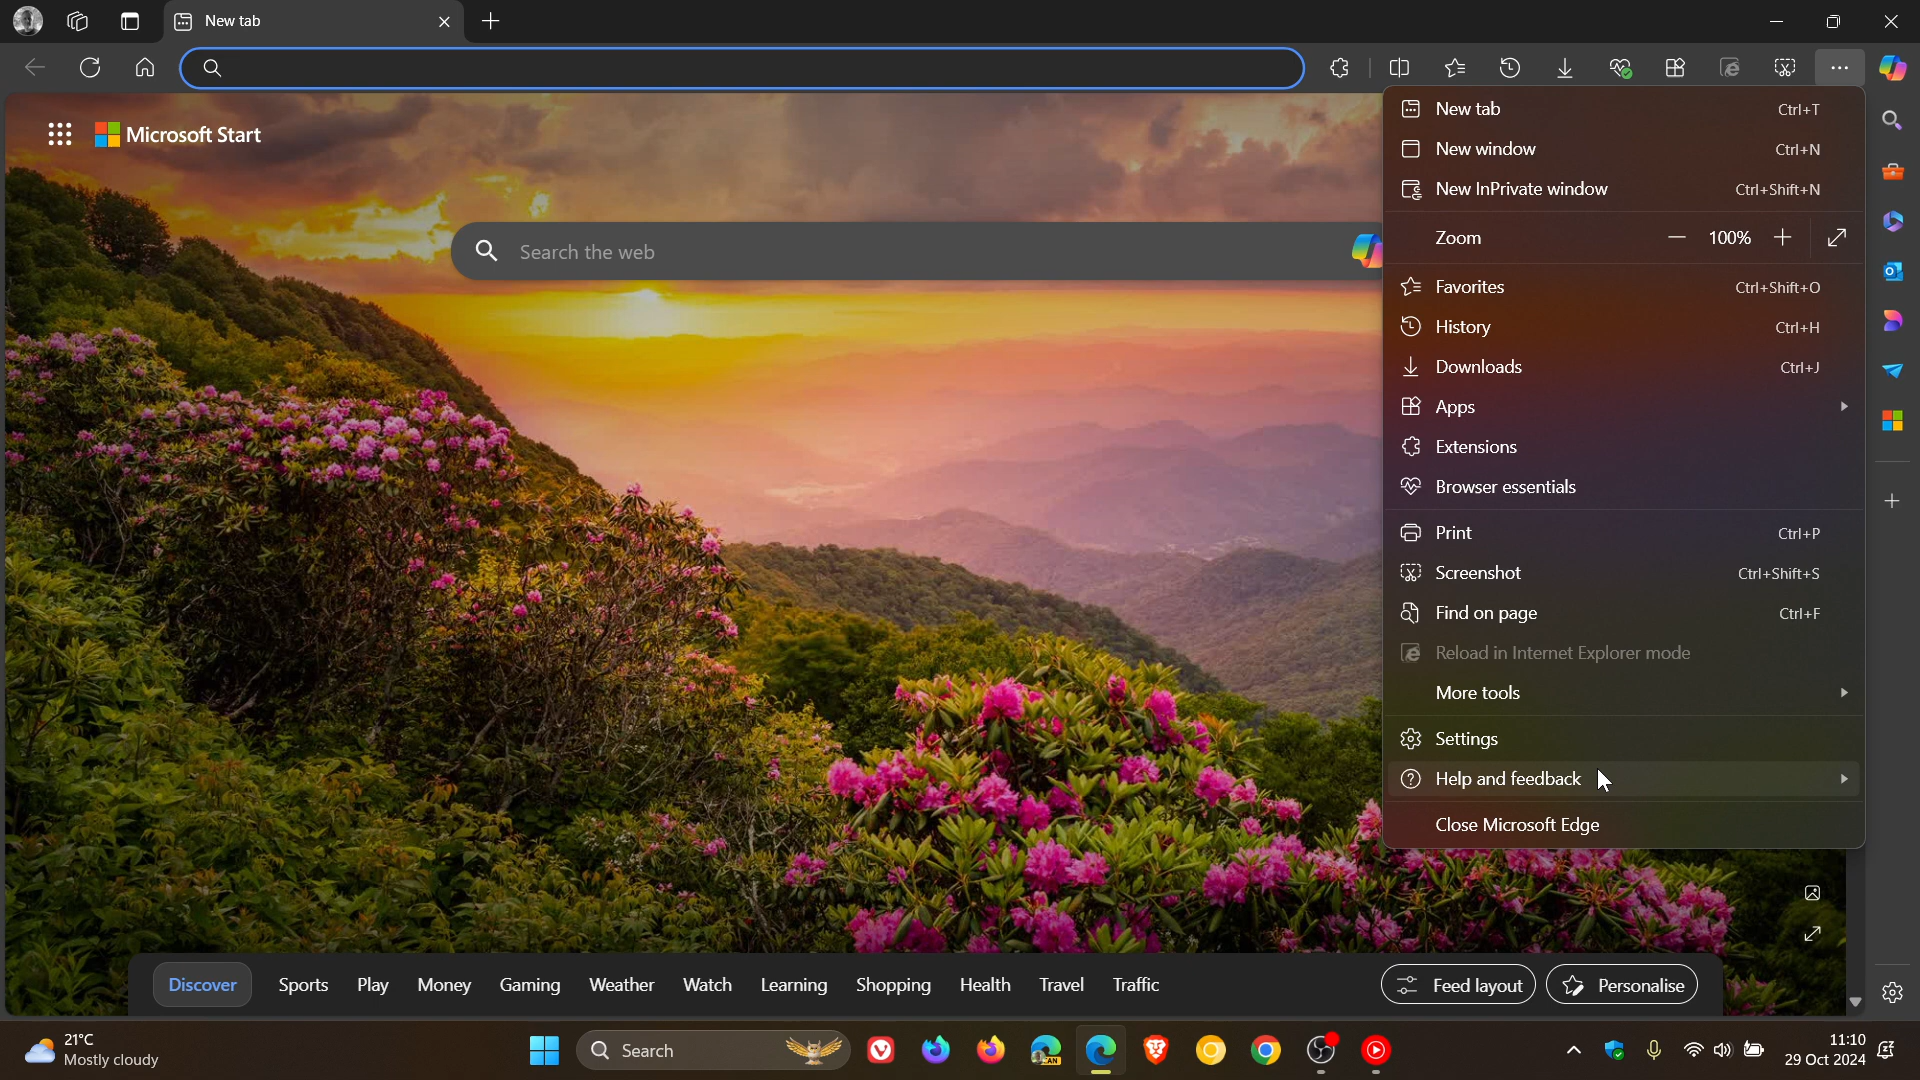 New tab
Microsoft Start
Search the web
New tab Ctrl+T
New window Ctrl+N
New InPrivate window Ctrl+Shift+N
Zoom 100%
Favorites Ctrl+Shift+O
History Ctrl+H
Downloads Ctrl+J
Apps
Extensions
Browser essentials
Print Ctrl+P
Screenshot Ctrl+Shift+S
Find on page Ctrl+F
Reload in Internet Explorer mode
More tools
Settings
Help and feedback
Close Microsoft Edge
Discover Sports Play Money Gaming Weather Watch Learning Shopping Health Travel Traffic Feed layout Personalise
21°C
Mostly cloudy
Search
CAN
11:10
29 Oct 2024